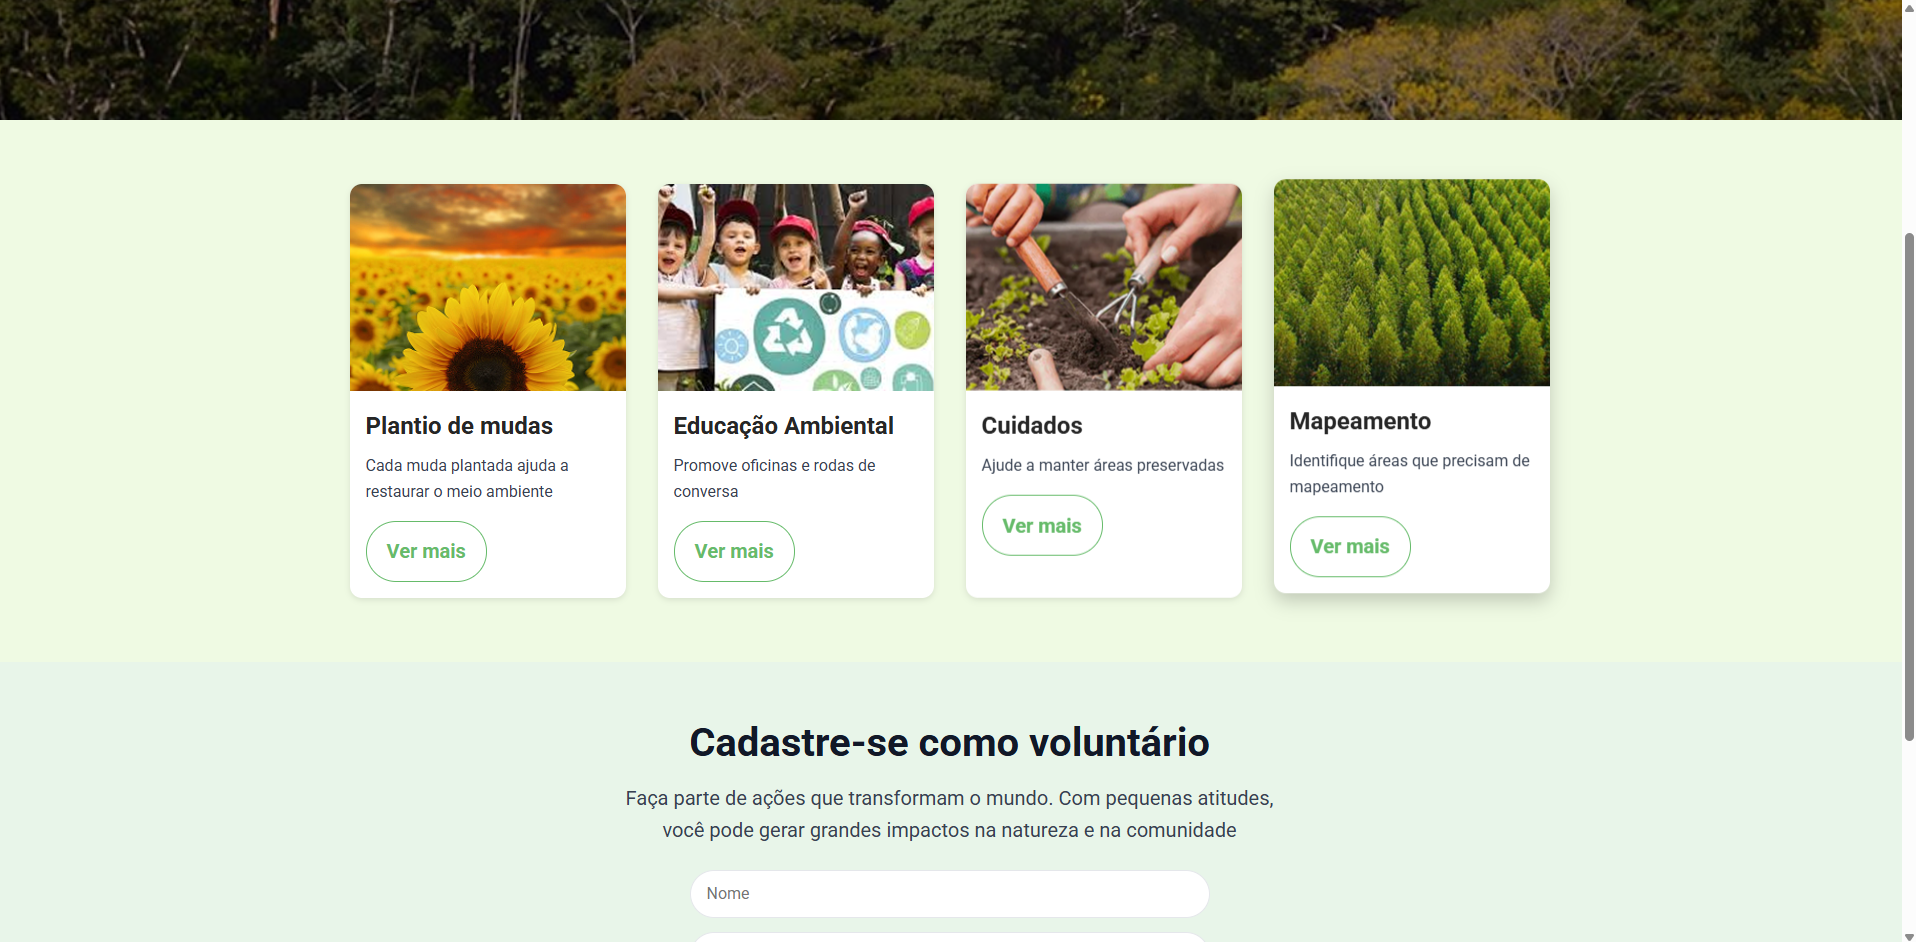 Plantio de mudas
Cada muda plantada ajuda a
restaurar o meio ambiente
Ver mais
Educação Ambiental
Promove oficinas e rodas de
conversa
Ver mais
Cuidados
Ajude a manter áreas preservadas
Ver mais
Mapeamento
Identifique áreas que precisam de
mapeamento
Ver mais
Cadastre-se como voluntário
Faça parte de ações que transformam o mundo. Com pequenas atitudes,
você pode gerar grandes impactos na natureza e na comunidade
Nome